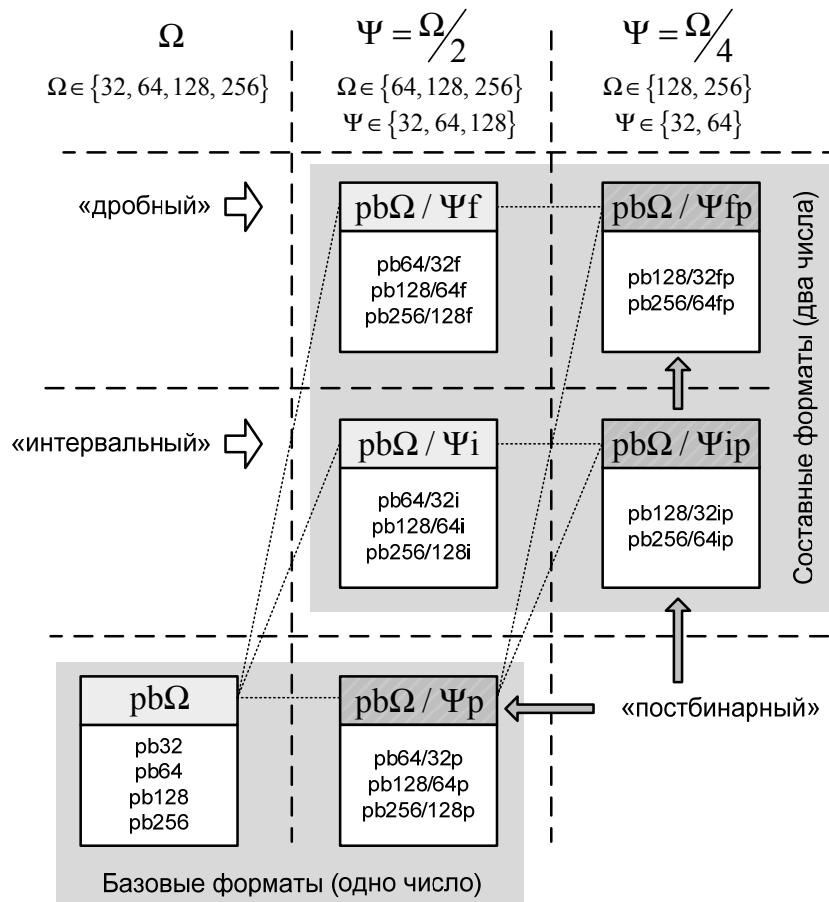 Ω
Ψ = Ω/2
Ψ = Ω/4
Ω ∈ {32, 64, 128, 256}
Ω ∈ {64, 128, 256}
Ψ ∈ {32, 64, 128}
Ω ∈ {128, 256}
Ψ ∈ {32, 64}
«дробный»
pbΩ / Ψf
pb64/32f
pb128/64f
pb256/128f
pbΩ / Ψfp
pb128/32fp
pb256/64fp
Составные форматы (два числа)
«интервальный»
pbΩ / Ψi
pb64/32i
pb128/64i
pb256/128i
pbΩ / Ψip
pb128/32ip
pb256/64ip
pbΩ
pb32
pb64
pb128
pb256
pbΩ / Ψp
pb64/32p
pb128/64p
pb256/128p
«постбинарный»
Базовые форматы (одно число)